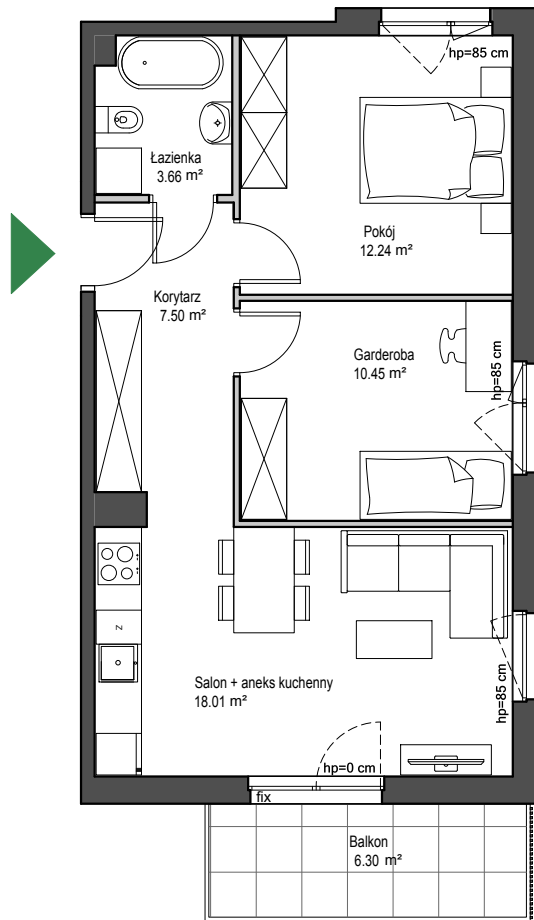 hp=85 cm
Łazienka
3.66 m²
Pokój
12.24 m²
Korytarz
7.50 m²
Garderoba
10.45 m²
hp=85 cm
Z
Salon + aneks kuchenny
18.01 m²
hp=85 cm
hp=0 cm
fix
Balkon
6.30 m²